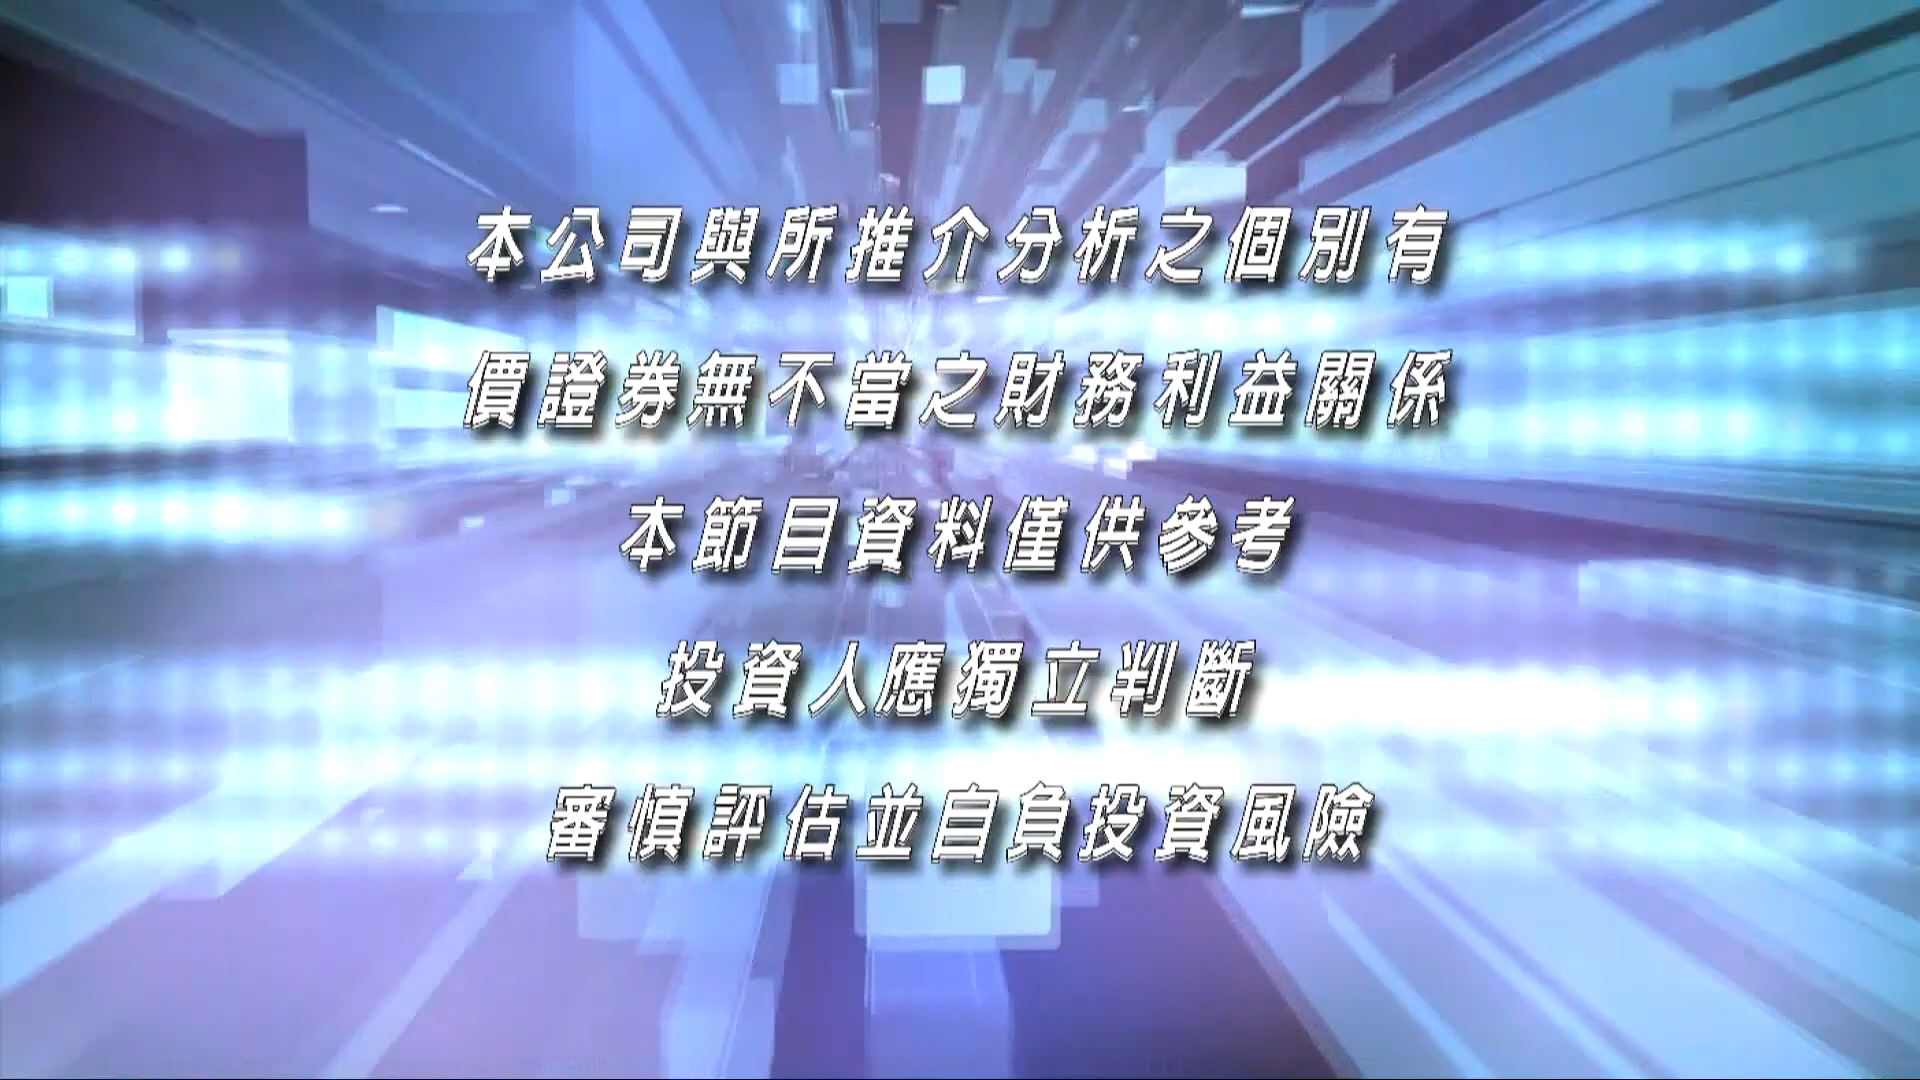 本公司與所推介分析之個別有
價證券無不當之財務利益關係
本節目資料僅供參考
投資人應獨立判斷
審慎評估並自負投資風險